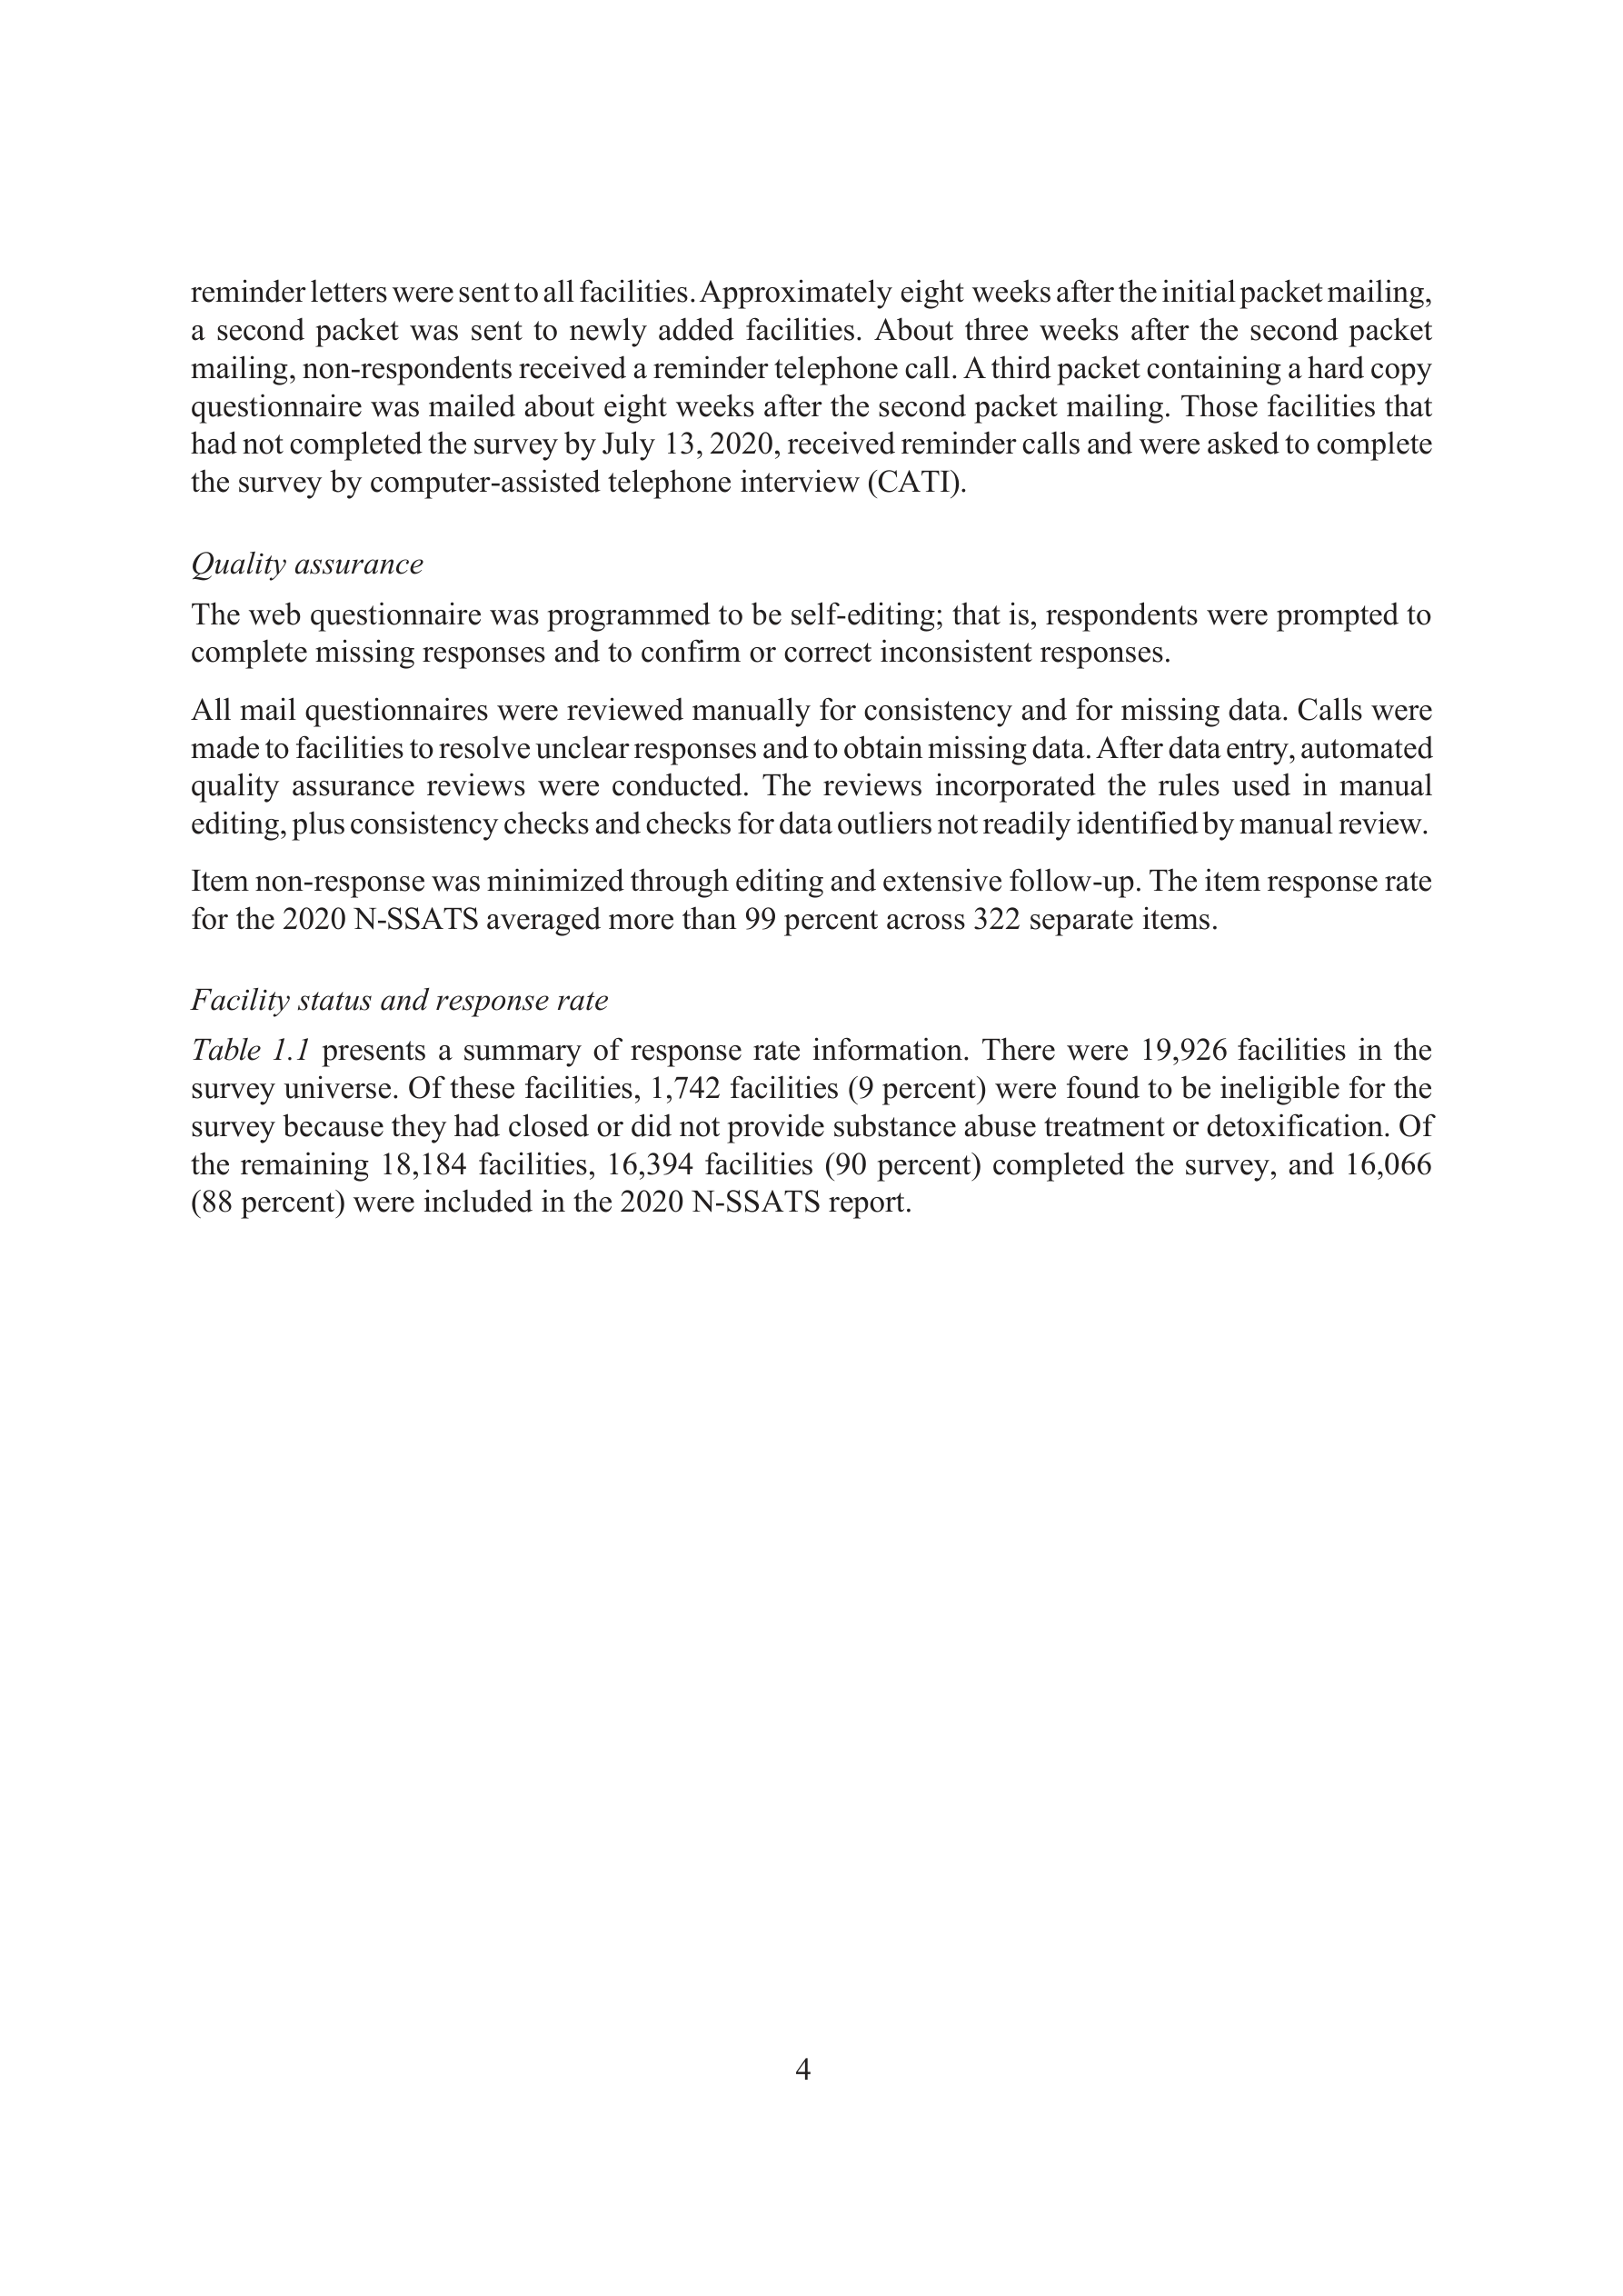 reminder letters were sent to all facilities. Approximately eight weeks after the initial packet mailing,
a second packet was sent to newly added facilities. About three weeks after the second packet
mailing, non-respondents received a reminder telephone call. A third packet containing a hard copy
questionnaire was mailed about eight weeks after the second packet mailing. Those facilities that
had not completed the survey by July 13, 2020, received reminder calls and were asked to complete
the survey by computer-assisted telephone interview (CATI).
Quality assurance
The web questionnaire was programmed to be self-editing; that is, respondents were prompted to
complete missing responses and to confirm or correct inconsistent responses.
All mail questionnaires were reviewed manually for consistency and for missing data. Calls were
made to facilities to resolve unclear responses and to obtain missing data. After data entry, automated
quality assurance reviews were conducted. The reviews incorporated the rules used in manual
editing, plus consistency checks and checks for data outliers not readily identified by manual review.
Item non-response was minimized through editing and extensive follow-up. The item response rate
for the 2020 N-SSATS averaged more than 99 percent across 322 separate items.
Facility status and response rate
Table 1.1 presents a summary of response rate information. There were 19,926 facilities in the
survey universe. Of these facilities, 1,742 facilities (9 percent) were found to be ineligible for the
survey because they had closed or did not provide substance abuse treatment or detoxification. Of
the remaining 18,184 facilities, 16,394 facilities (90 percent) completed the survey, and 16,066
(88 percent) were included in the 2020 N-SSATS report.
4